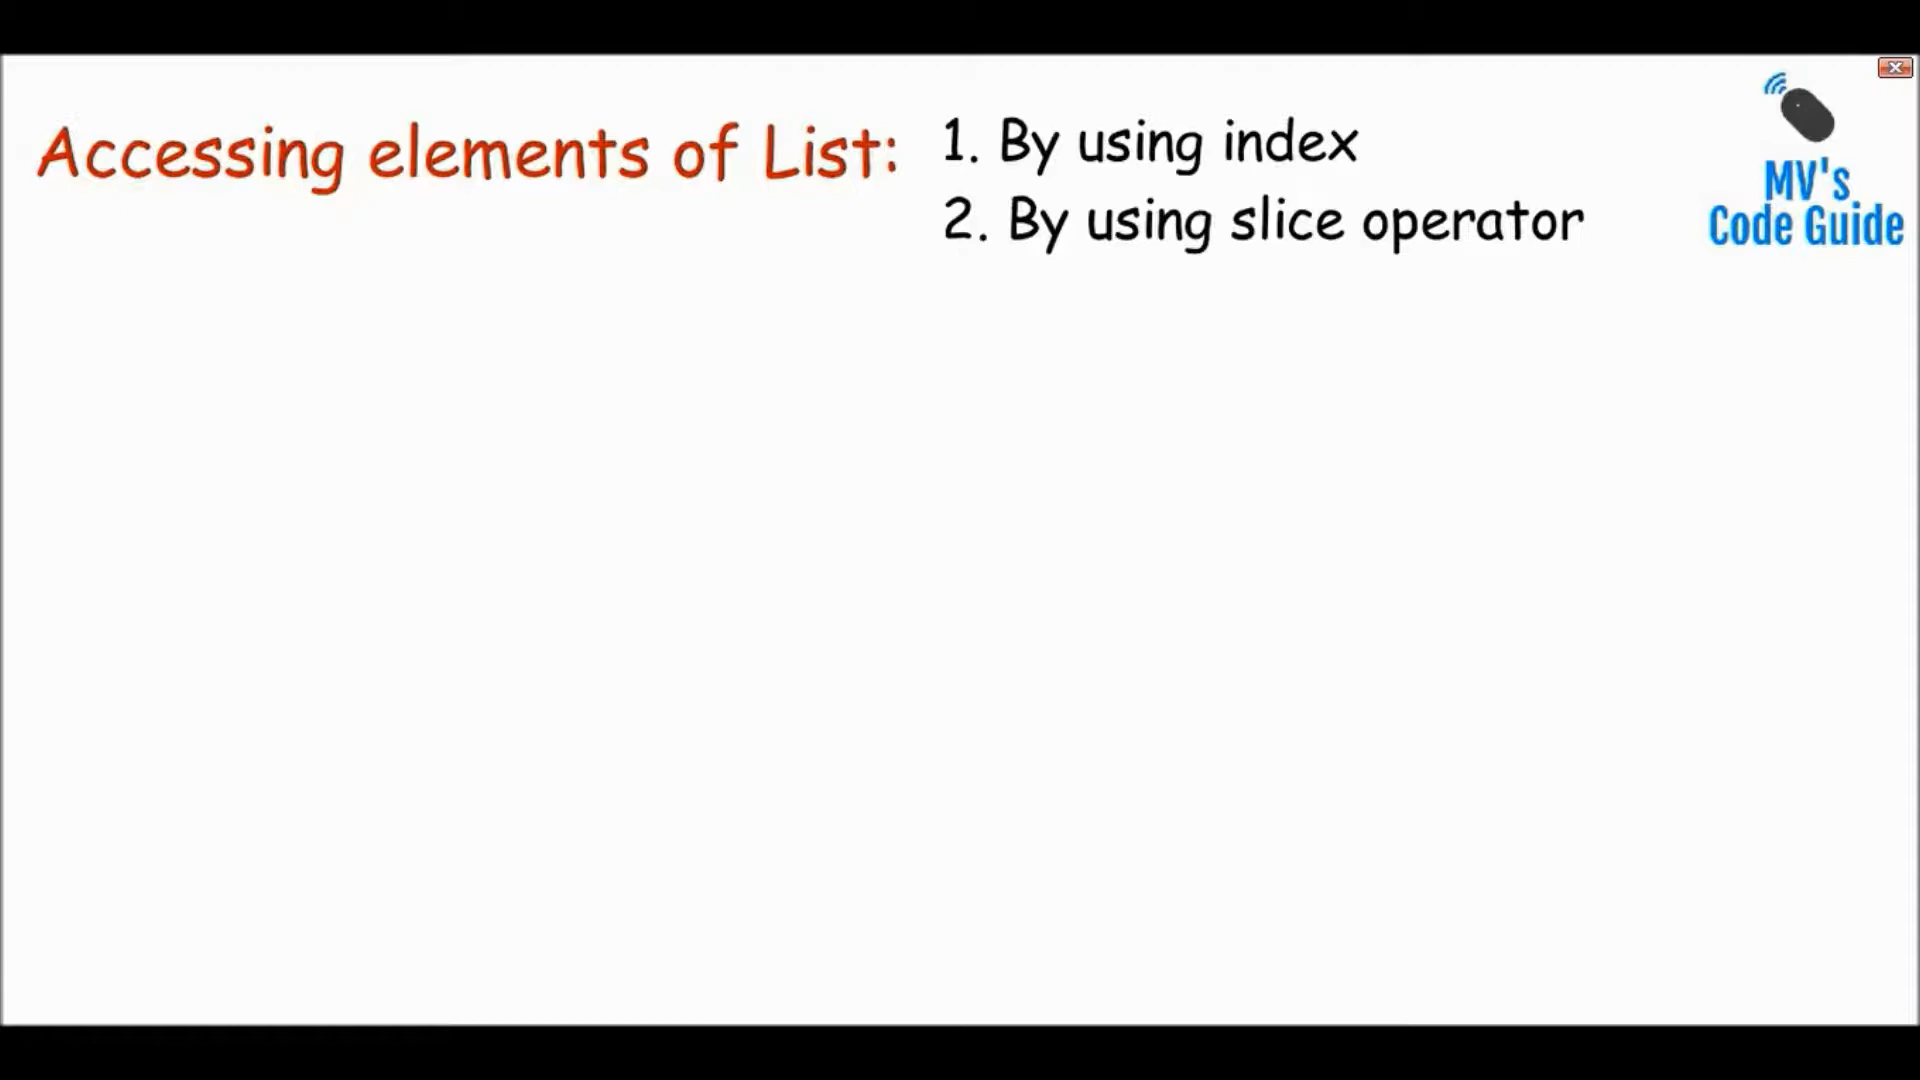 Accessing elements of List:
1. By using index
2. By using slice operator
MV's
Code Guide